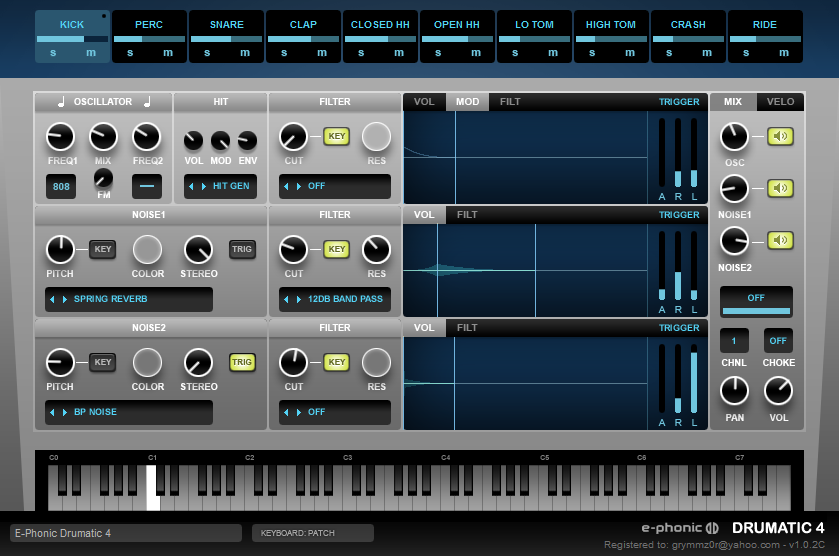 KICK PERC SNARE CLAP CLOSED HH OPEN HH LO TOM HIGH TOM CRASH RIDE
s m s m s m s m s m s m s m s m s m s m
OSCILLATOR HIT FILTER VOL MOD FILT TRIGGER MIX VELO
KEY
FREQ1 MIX FREQ2 VOL MOD ENV CUT RES OSC
808 FM HIT GEN OFF A R L
NOISE1 FILTER VOL FILT TRIGGER NOISE1
KEY TRIG KEY
PITCH COLOR STEREO CUT RES NOISE2
SPRING REVERB 12DB BAND PASS A R L OFF
NOISE2 FILTER VOL FILT TRIGGER
1 OFF
KEY TRIG KEY CHNL CHOKE
PITCH COLOR STEREO CUT RES
BP NOISE OFF A R L PAN VOL
C0 C1 C2 C3 C4 C5 C6 C7
E-Phonic Drumatic 4 KEYBOARD: PATCH e-phonic DRUMATIC 4
Registered to: grymmz0r@yahoo.com - v1.0.2C